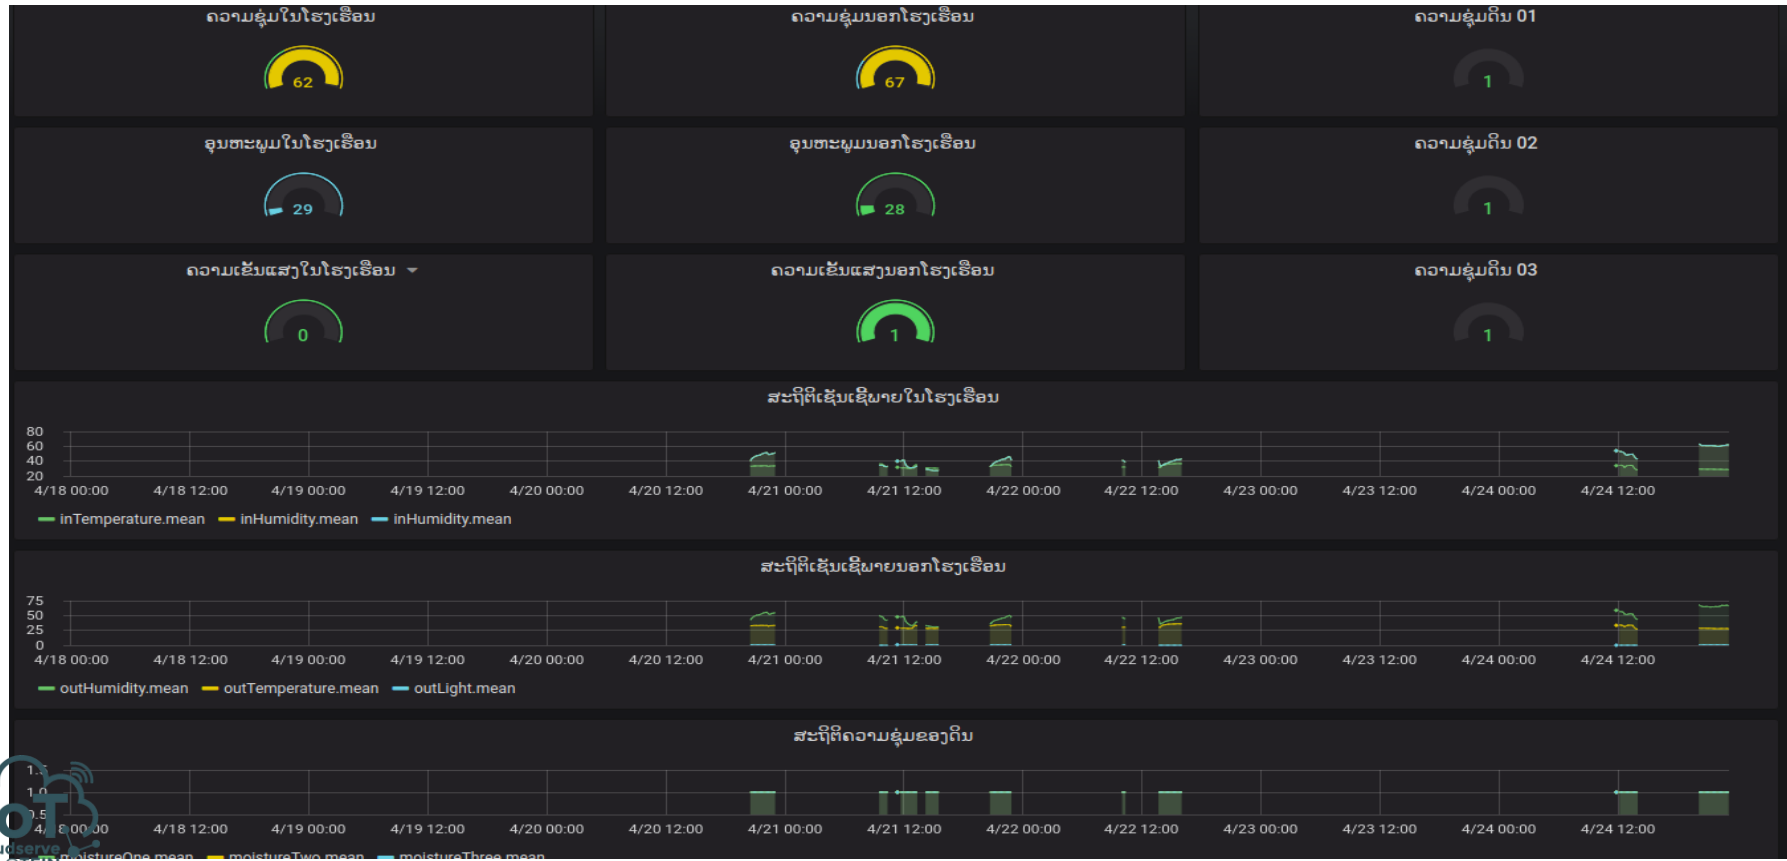 ຄວາມຊຸ່ມໃນໂຮງເຮືອນ
62
ຄວາມຊຸ່ມນອກໂຮງເຮືອນ
67
ຄວາມຊຸ່ມດິນ 01
1
ອຸນຫະພູມໃນໂຮງເຮືອນ
29
ອຸນຫະພູມນອກໂຮງເຮືອນ
28
ຄວາມຊຸ່ມດິນ 02
1
ຄວາມເຂັ້ນແສງໃນໂຮງເຮືອນ
0
ຄວາມເຂັ້ນແສງນອກໂຮງເຮືອນ
1
ຄວາມຊຸ່ມດິນ 03
1
ສະຖິຕິເຊັນເຊີ້ພາຍໃນໂຮງເຮືອນ
80
60
40
20
4/18 00:00 4/18 12:00 4/19 00:00 4/19 12:00 4/20 00:00 4/20 12:00 4/21 00:00 4/21 12:00 4/22 00:00 4/22 12:00 4/23 00:00 4/23 12:00 4/24 00:00 4/24 12:00
inTemperature.mean inHumidity.mean inHumidity.mean
ສະຖິຕິເຊັນເຊີ້ພາຍນອກໂຮງເຮືອນ
75
50
25
0
4/18 00:00 4/18 12:00 4/19 00:00 4/19 12:00 4/20 00:00 4/20 12:00 4/21 00:00 4/21 12:00 4/22 00:00 4/22 12:00 4/23 00:00 4/23 12:00 4/24 00:00 4/24 12:00
outHumidity.mean outTemperature.mean outLight.mean
ສະຖິຕິຄວາມຊຸ່ມຂອງດິນ
1.5
1.0
0.5
4/18 00:00 4/18 12:00 4/19 00:00 4/19 12:00 4/20 00:00 4/20 12:00 4/21 00:00 4/21 12:00 4/22 00:00 4/22 12:00 4/23 00:00 4/23 12:00 4/24 00:00 4/24 12:00
moistureOne.mean moistureTwo.mean moistureThree.mean